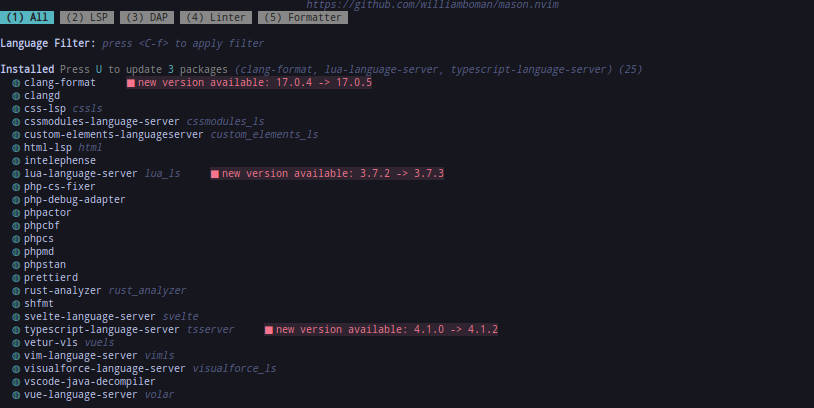 https://github.com/williamboman/mason.nvim
(1) All (2) LSP (3) DAP (4) Linter (5) Formatter
Language Filter: press <C-f> to apply filter
Installed Press U to update 3 packages (clang-format, lua-language-server, typescript-language-server) (25)
clang-format new version available: 17.0.4 -> 17.0.5
clangd
css-lsp cssls
cssmodules-language-server cssmodules_ls
custom-elements-languageserver custom_elements_ls
html-lsp html
intelephense
lua-language-server lua_ls new version available: 3.7.2 -> 3.7.3
php-cs-fixer
php-debug-adapter
phpactor
phpcbf
phpcs
phpmd
phpstan
prettierd
rust-analyzer rust_analyzer
shfmt
svelte-language-server svelte
typescript-language-server tsserver new version available: 4.1.0 -> 4.1.2
vetur-vls vuels
vim-language-server vimls
visualforce-language-server visualforce_ls
vscode-java-decompiler
vue-language-server volar